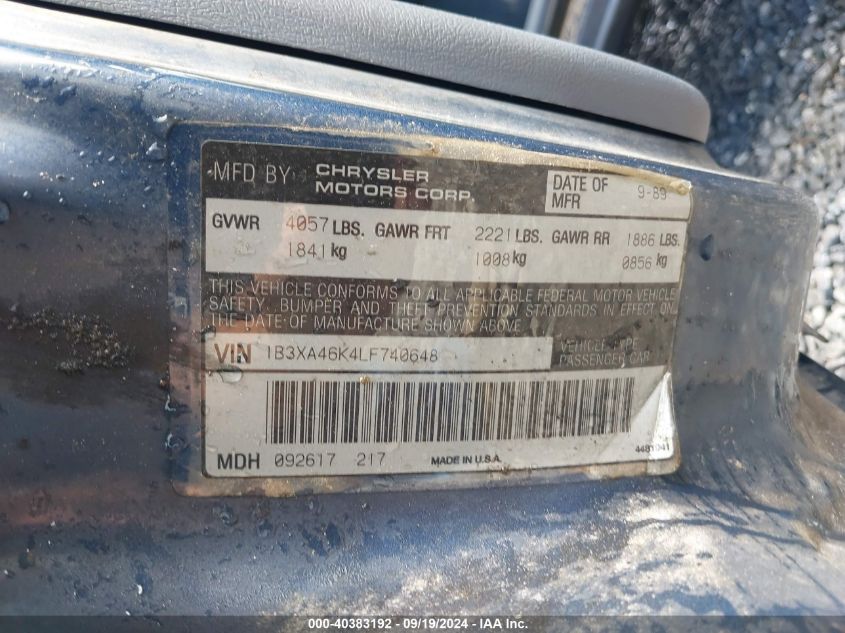 MFD BY CHRYSLER MOTORS CORP. DATE OF MFR 9-89
GVWR 4057 LBS. GAWR FRT 2221 LBS. GAWR RR 1886 LBS.
1841 kg 1008 kg 0856 kg
THIS VEHICLE CONFORMS TO ALL APPLICABLE FEDERAL MOTOR VEHICLE
SAFETY, BUMPER AND THEFT PREVENTION STANDARDS IN EFFECT ON
THE DATE OF MANUFACTURE SHOWN ABOVE.
VIN 1B3XA46K4LF740648 VEHICLE TYPE
PASSENGER CAR
MDH 092617 217 MADE IN U.S.A.
000-40383192 - 09/19/2024 - IAAI.COM